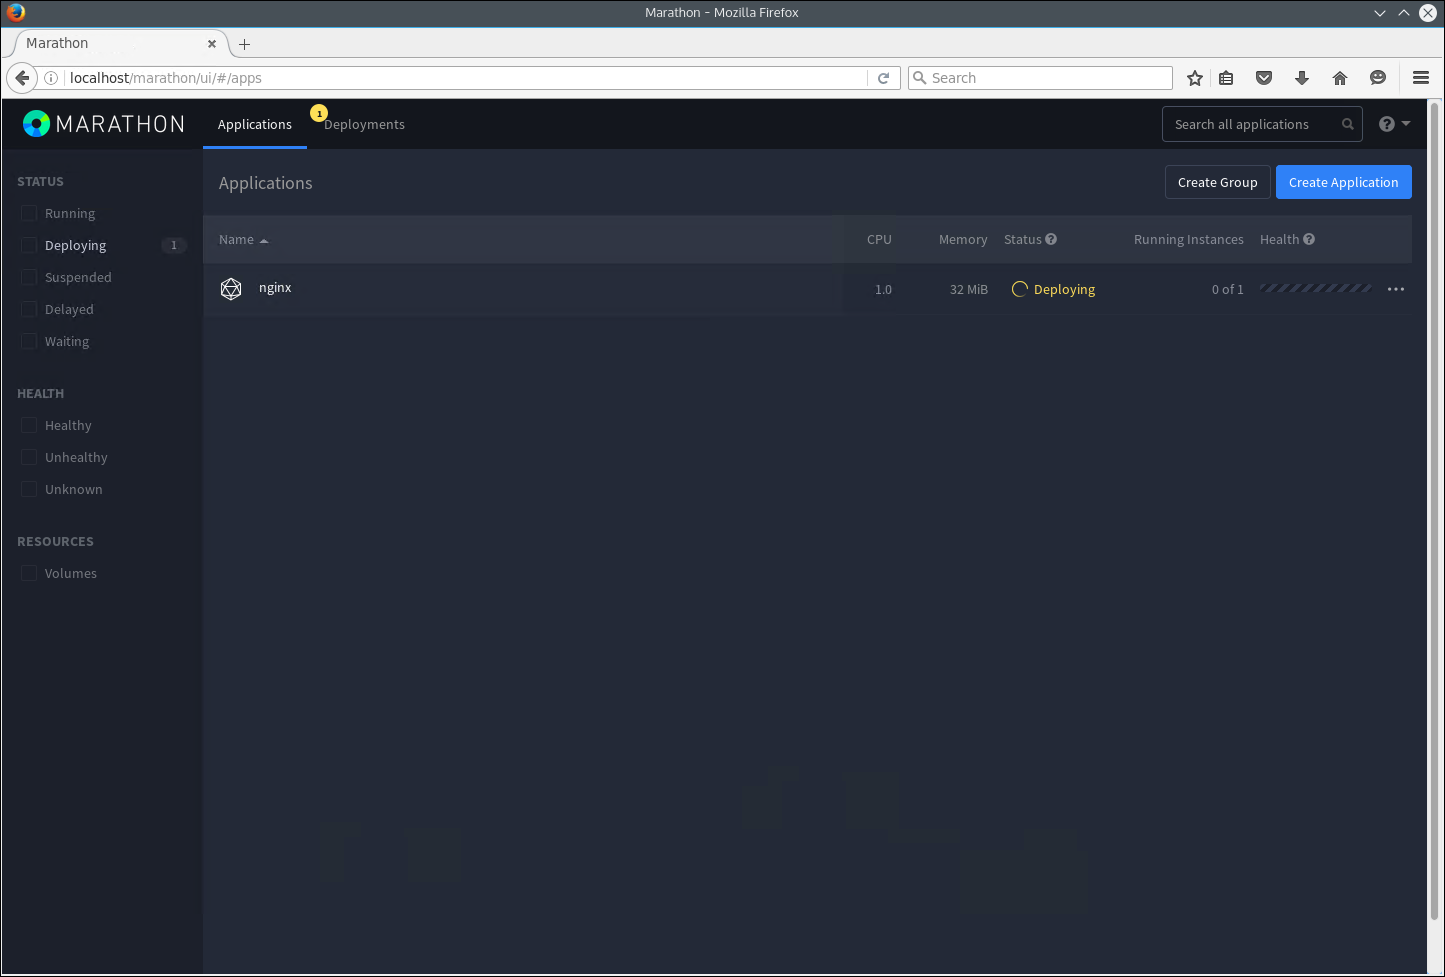 Marathon - Mozilla Firefox
Marathon
localhost/marathon/ui/#/apps
Search
MARATHON
Applications
1
Deployments
Search all applications
STATUS
Running
Deploying 1
Suspended
Delayed
Waiting
HEALTH
Healthy
Unhealthy
Unknown
RESOURCES
Volumes
Applications
Create Group
Create Application
Name CPU Memory Status Running Instances Health
nginx 1.0 32 MiB Deploying 0 of 1